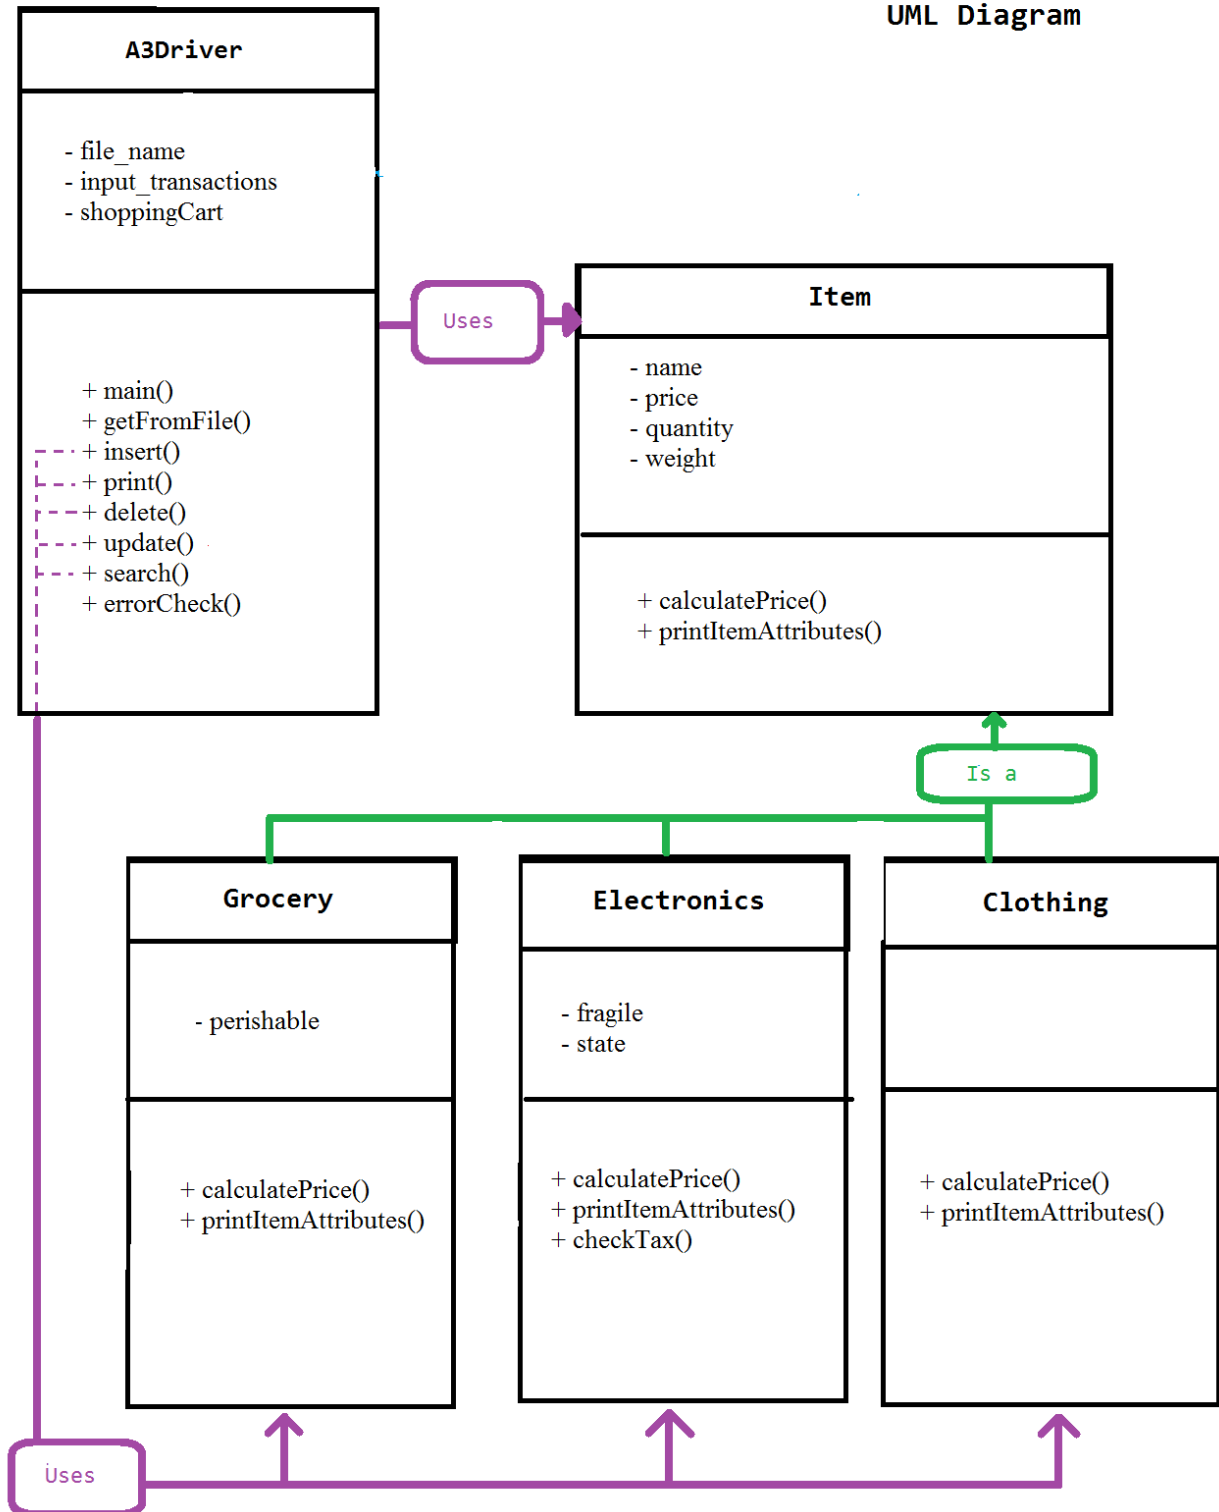 UML Diagram
A3Driver
- file_name
- input_transactions
- shoppingCart
+ main()
+ getFromFile()
+ insert()
+ print()
+ delete()
+ update()
+ search()
+ errorCheck()
Uses
Item
- name
- price
- quantity
- weight
+ calculatePrice()
+ printItemAttributes()
Is a
Grocery
- perishable
+ calculatePrice()
+ printItemAttributes()
Electronics
- fragile
- state
+ calculatePrice()
+ printItemAttributes()
+ checkTax()
Clothing
+ calculatePrice()
+ printItemAttributes()
Uses